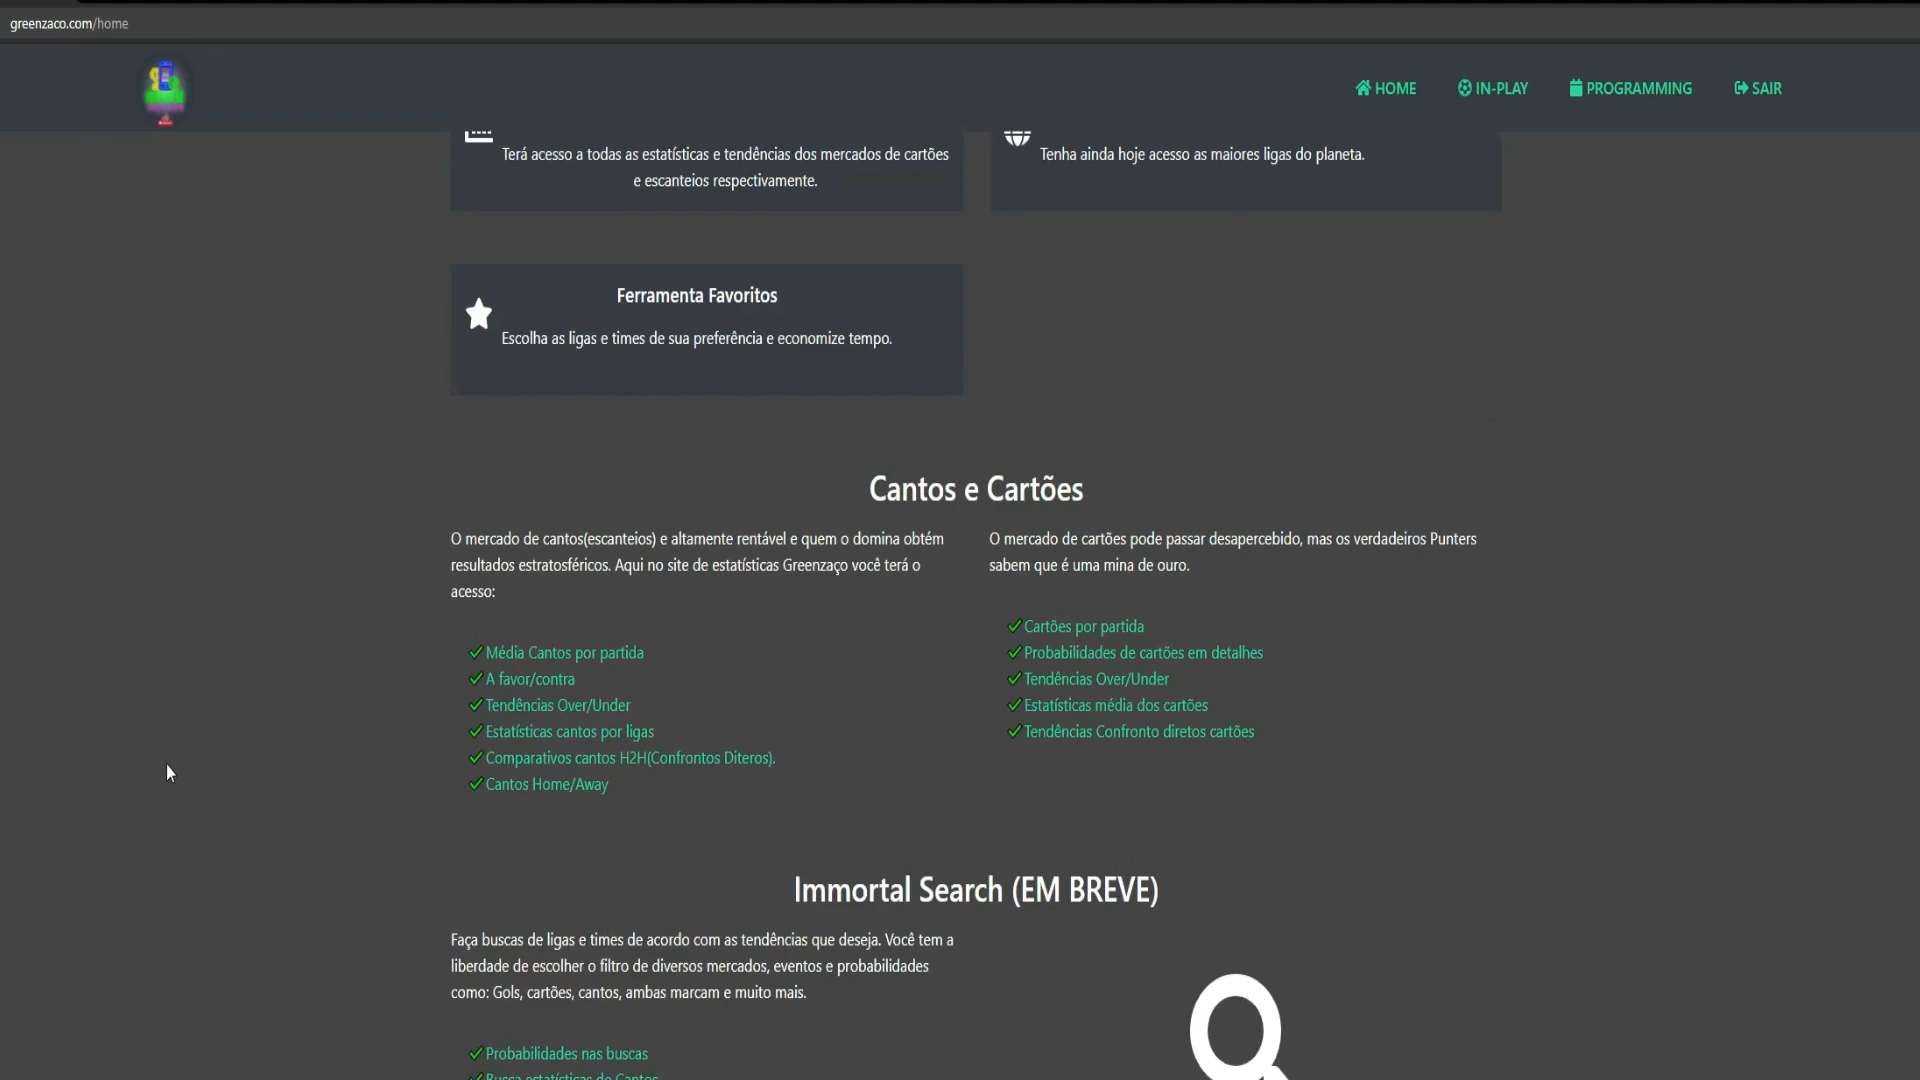 greenzaco.com/home
HOME
IN-PLAY
PROGRAMMING
SAIR
Terá acesso a todas as estatísticas e tendências dos mercados de cartões
e escanteios respectivamente.
Tenha ainda hoje acesso as maiores ligas do planeta.
Ferramenta Favoritos
Escolha as ligas e times de sua preferência e economize tempo.
Cantos e Cartões
O mercado de cantos(escanteios) e altamente rentável e quem o domina obtém
resultados estratosféricos. Aqui no site de estatísticas Greenzaço você terá o
acesso:
Média Cantos por partida
A favor/contra
Tendências Over/Under
Estatísticas cantos por ligas
Comparativos cantos H2H(Confrontos Diteros).
Cantos Home/Away
O mercado de cartões pode passar desapercebido, mas os verdadeiros Punters
sabem que é uma mina de ouro.
Cartões por partida
Probabilidades de cartões em detalhes
Tendências Over/Under
Estatísticas média dos cartões
Tendências Confronto diretos cartões
Immortal Search (EM BREVE)
Faça buscas de ligas e times de acordo com as tendências que deseja. Você tem a
liberdade de escolher o filtro de diversos mercados, eventos e probabilidades
como: Gols, cartões, cantos, ambas marcam e muito mais.
Probabilidades nas buscas
Busca estatísticas de Cantos